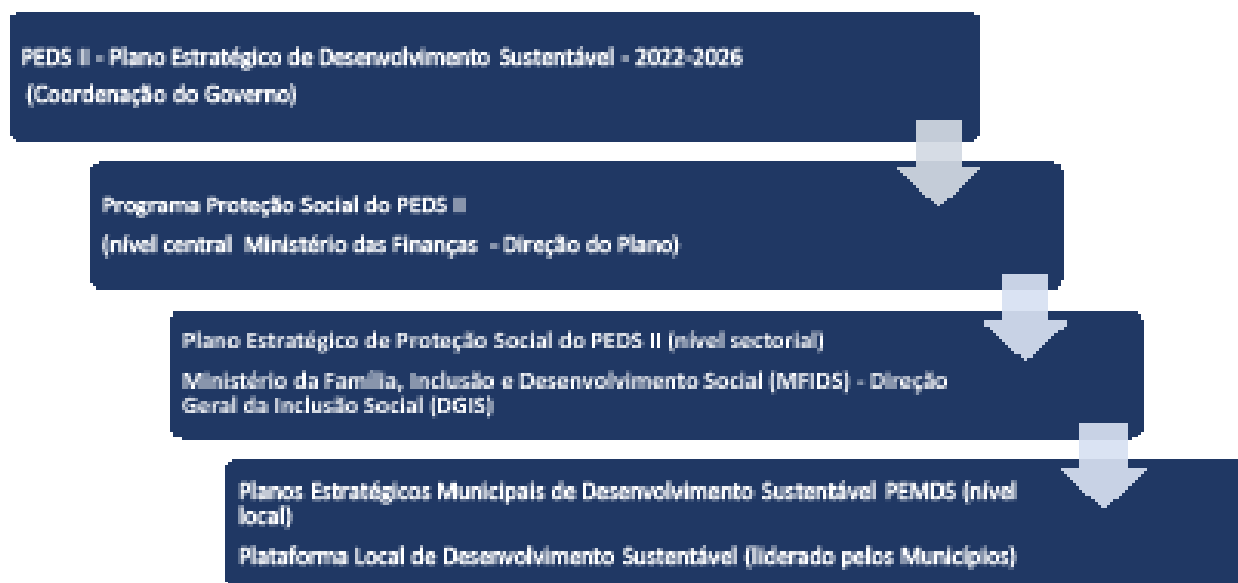 PEDS II - Plano Estratégico de Desenvolvimento Sustentável - 2022-2026
(Coordenação do Governo)
Programa Proteção Social do PEDS II
(nível central Ministério das Finanças - Direção do Plano)
Plano Estratégico de Proteção Social do PEDS II (nível sectorial)
Ministério da Família, Inclusão e Desenvolvimento Social (MFIDS) - Direção
Geral da Inclusão Social (DGIS)
Planos Estratégicos Municipais de Desenvolvimento Sustentável PEMDS (nível
local)
Plataforma Local de Desenvolvimento Sustentável (liderado pelos Municípios)